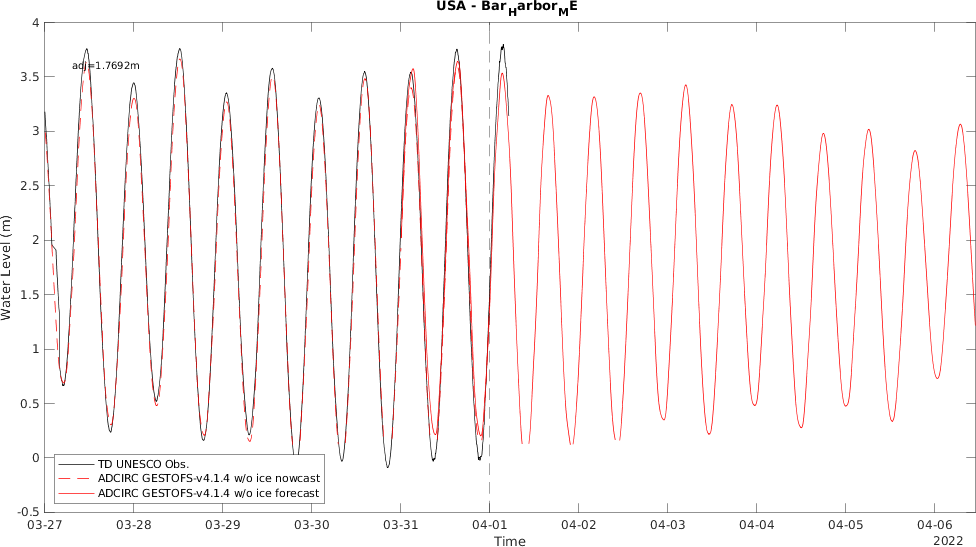 USA - Bar_Harbor_ME
4
3.5
3
2.5
2
1.5
1
0.5
0
-0.5
Water Level (m)
adj=1.7692m
TD UNESCO Obs.
ADCIRC GESTOFS-v4.1.4 w/o ice nowcast
ADCIRC GESTOFS-v4.1.4 w/o ice forecast
03-27 03-28 03-29 03-30 03-31 04-01 04-02 04-03 04-04 04-05 04-06
Time
2022